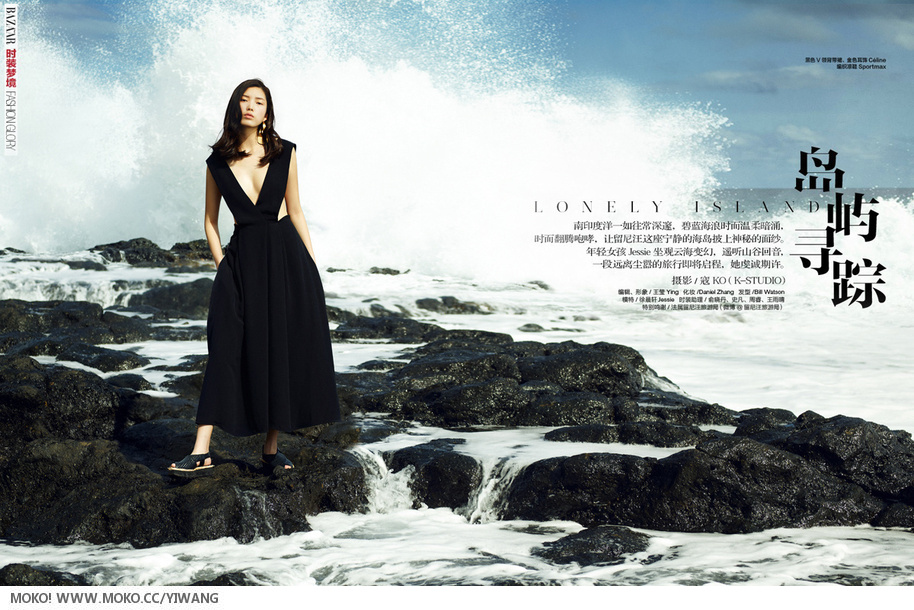 BAZAAR 时装梦境 FASHION GLORY
黑色 V 领背带裙、金色耳饰 Céline
编织凉鞋 Sportmax
岛屿寻踪
LONELY ISLAND
南印度洋一如往常深邃,碧蓝海浪时而温柔暗涌,
时而翻腾咆哮,让留尼汪这座宁静的海岛披上神秘的面纱。
年轻女孩 Jessie 坐观云海变幻,遥听山谷回音,
一段远离尘嚣的旅行即将启程,她虔诚期许。
摄影 / 寇 KO ( K-STUDIO)
编辑、形象 / 王莹 Ying 化妆 /Daniel Zhang 发型 /Bill Watson
模特 / 徐晨轩 Jessie 时装助理 / 俞晓丹、史凡、周睿、王雨晴
特别鸣谢 / 法属留尼汪旅游局 ( 微博 @ 留尼汪旅游局 )
MOKO! WWW.MOKO.CC/YIWANG